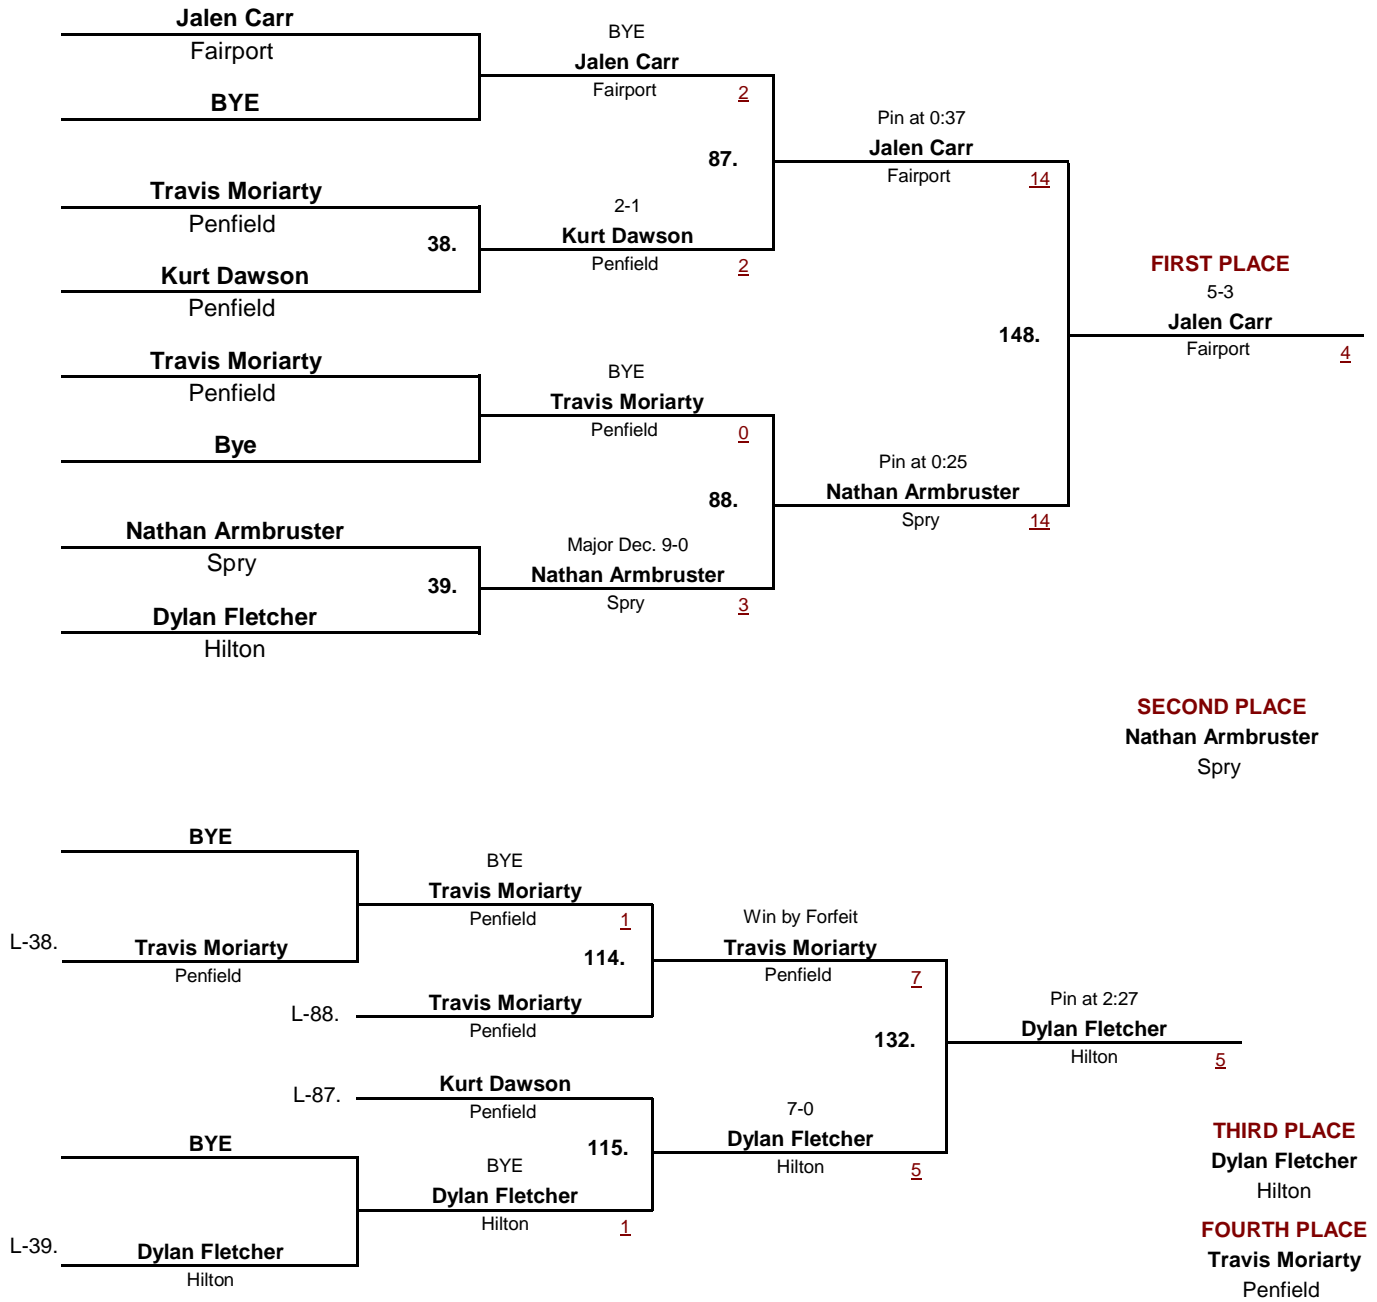 Jalen Carr
Fairport
BYE
BYE
Jalen Carr
Fairport
2
87.
Pin at 0:37
Jalen Carr
Fairport
14
Travis Moriarty
Penfield
38.
Kurt Dawson
Penfield
2-1
Kurt Dawson
Penfield
2
FIRST PLACE
5-3
Jalen Carr
Fairport
4
148.
Travis Moriarty
Penfield
Bye
BYE
Travis Moriarty
Penfield
0
88.
Pin at 0:25
Nathan Armbruster
Spry
14
Nathan Armbruster
Spry
39.
Dylan Fletcher
Hilton
Major Dec. 9-0
Nathan Armbruster
Spry
3
SECOND PLACE
Nathan Armbruster
Spry
BYE
L-38.
Travis Moriarty
Penfield
BYE
Travis Moriarty
Penfield
1
114.
L-88.
Travis Moriarty
Penfield
Win by Forfeit
Travis Moriarty
Penfield
7
132.
Pin at 2:27
Dylan Fletcher
Hilton
5
L-87.
Kurt Dawson
Penfield
115.
7-0
Dylan Fletcher
Hilton
5
BYE
BYE
Dylan Fletcher
Hilton
1
L-39.
Dylan Fletcher
Hilton
THIRD PLACE
Dylan Fletcher
Hilton
FOURTH PLACE
Travis Moriarty
Penfield